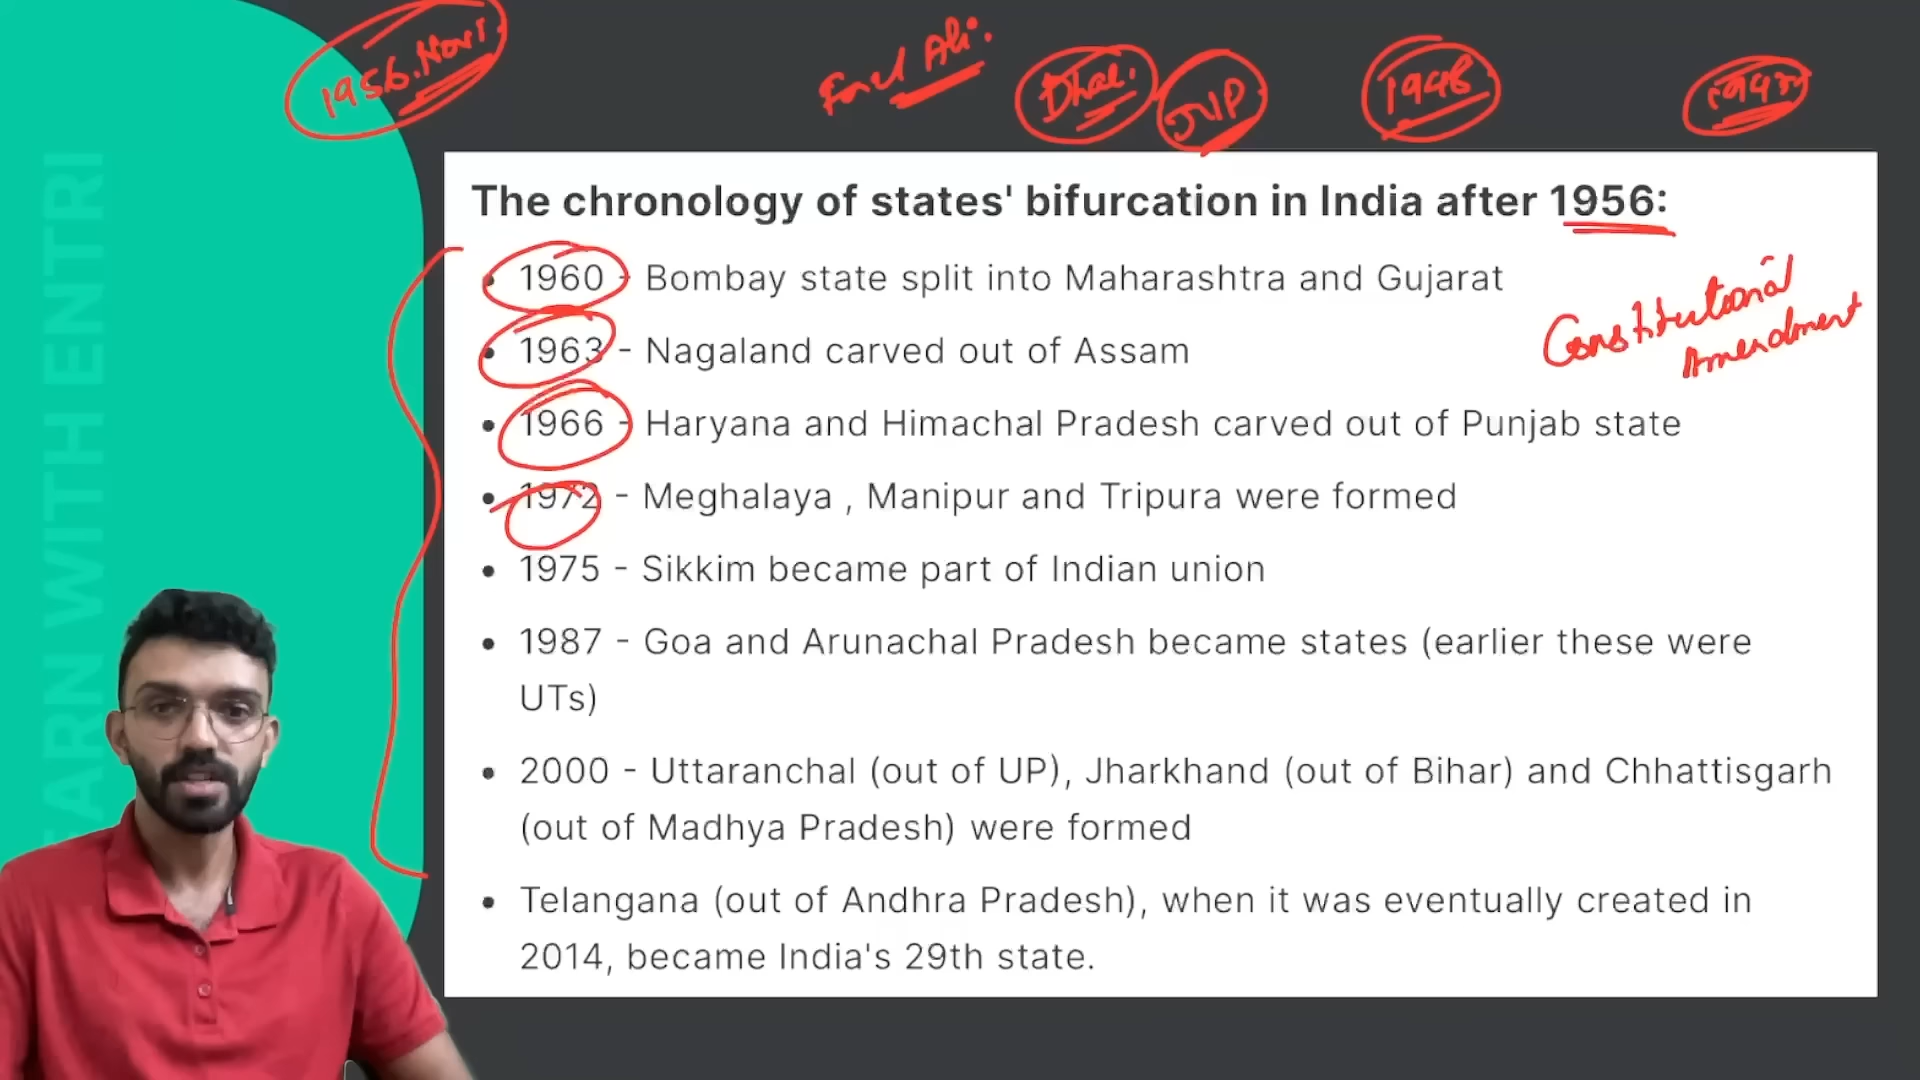 1956. Nov 1.
Fazl Ali.
Dhar.
JVP
1948
The chronology of states' bifurcation in India after 1956:
• 1960 - Bombay state split into Maharashtra and Gujarat
Constitutional
Amendment
• 1963 - Nagaland carved out of Assam
• 1966 - Haryana and Himachal Pradesh carved out of Punjab state
• 1972 - Meghalaya , Manipur and Tripura were formed
• 1975 - Sikkim became part of Indian union
• 1987 - Goa and Arunachal Pradesh became states (earlier these were
UTs)
• 2000 - Uttaranchal (out of UP), Jharkhand (out of Bihar) and Chhattisgarh
(out of Madhya Pradesh) were formed
• Telangana (out of Andhra Pradesh), when it was eventually created in
2014, became India's 29th state.
ARN WITH ENTRI